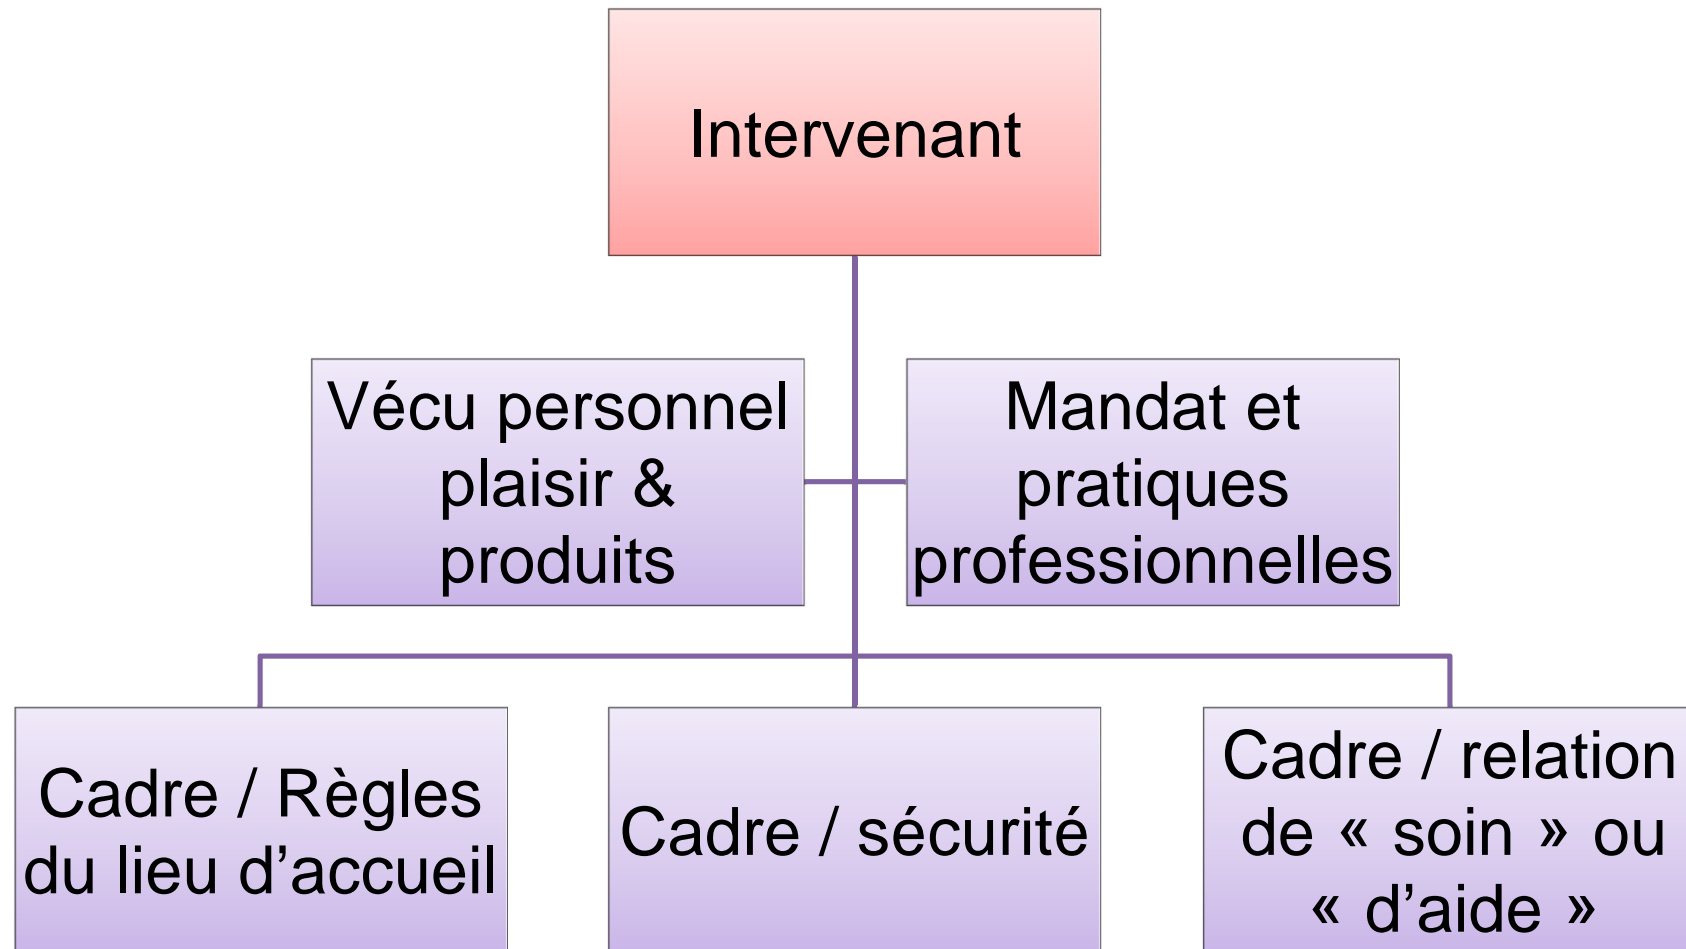 Intervenant
Vécu personnel
plaisir &
produits
Mandat et
pratiques
professionnelles
Cadre / Règles
du lieu d’accueil
Cadre / sécurité
Cadre / relation
de « soin » ou
« d’aide »